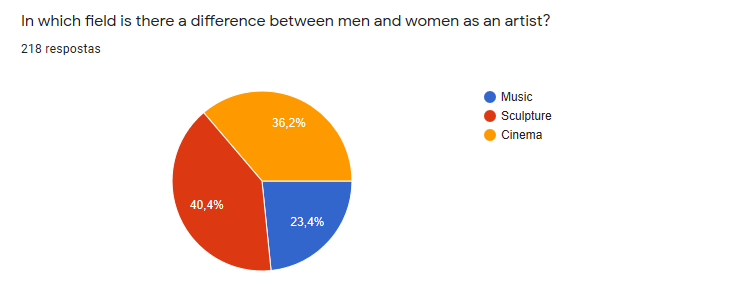 In which field is there a difference between men and women as an artist?
218 respostas
Music
Sculpture
Cinema
36,2%
40,4%
23,4%